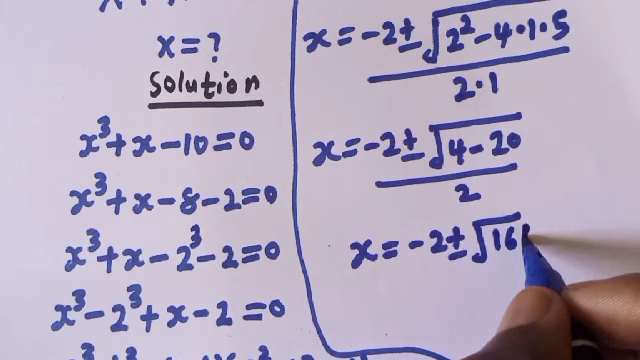 x = ?
Solution
x³ + x - 10 = 0
x³ + x - 8 - 2 = 0
x³ + x - 2³ - 2 = 0
x³ - 2³ + x - 2 = 0
x = -2 ± √(2² - 4·1·5)
2·1
x = -2 ± √(4 - 20)
2
x = -2 ± √16